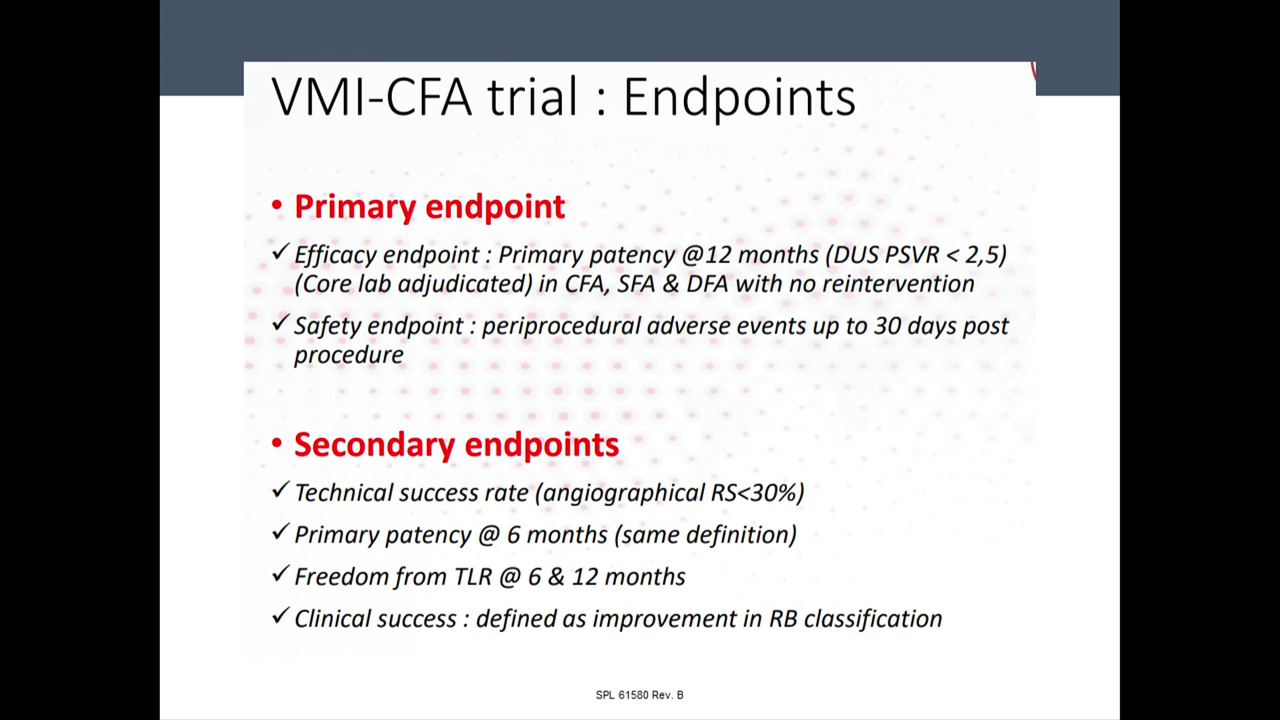 VMI-CFA trial : Endpoints
• Primary endpoint
✓ Efficacy endpoint : Primary patency @12 months (DUS PSVR < 2,5)
(Core lab adjudicated) in CFA, SFA & DFA with no reintervention
✓ Safety endpoint : periprocedural adverse events up to 30 days post
procedure
• Secondary endpoints
✓ Technical success rate (angiographical RS<30%)
✓ Primary patency @ 6 months (same definition)
✓ Freedom from TLR @ 6 & 12 months
✓ Clinical success : defined as improvement in RB classification
SPL 61580 Rev. B